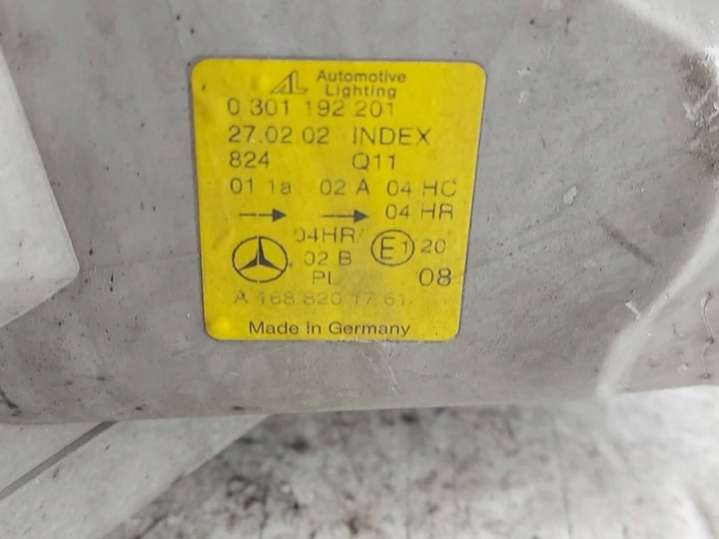 AL Automotive
Lighting
0 301 192 201
27.02 02 INDEX
824 Q11
01 1a 02 A 04 HC
04 HR
04HR/
02 B E1 20
PL 08
A 168 820 17 61
Made in Germany